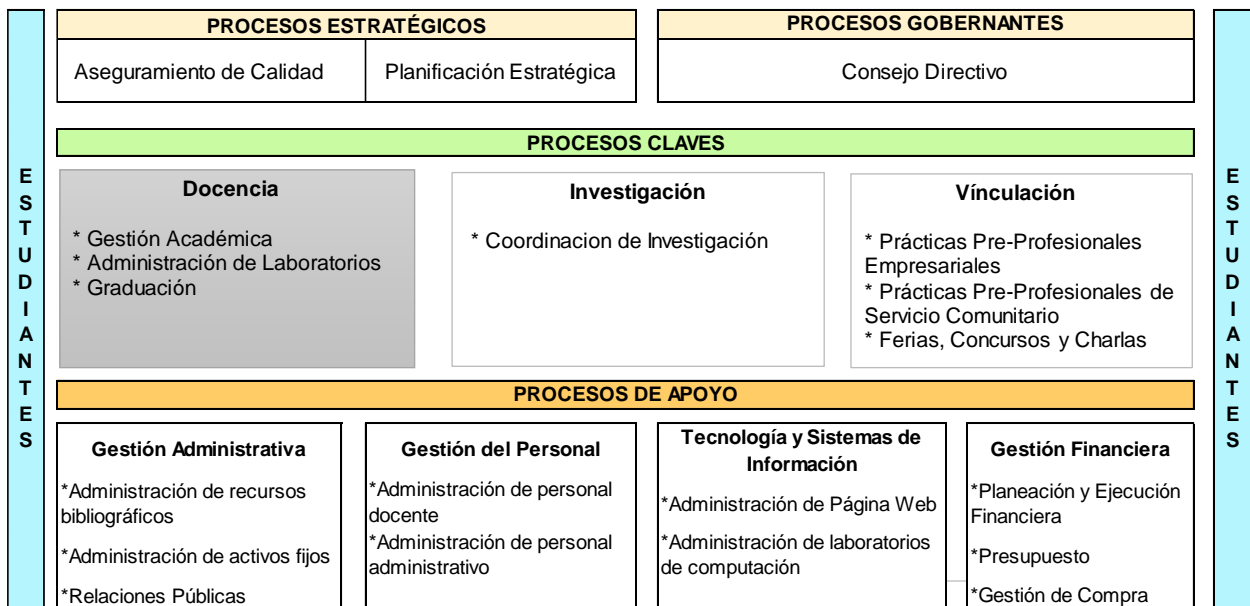 PROCESOS ESTRATÉGICOS
Aseguramiento de Calidad
Planificación Estratégica
PROCESOS GOBERNANTES
Consejo Directivo
PROCESOS CLAVES
E
S
T
U
D
I
A
N
T
E
S
Docencia
* Gestión Académica
* Administración de Laboratorios
* Graduación
Investigación
* Coordinacion de Investigación
Vínculación
* Prácticas Pre-Profesionales
Empresariales
* Prácticas Pre-Profesionales de
Servicio Comunitario
* Ferias, Concursos y Charlas
E
S
T
U
D
I
A
N
T
E
S
PROCESOS DE APOYO
Gestión Administrativa
*Administración de recursos
bibliográficos
*Administración de activos fijos
*Relaciones Públicas
Gestión del Personal
*Administración de personal
docente
*Administración de personal
administrativo
Tecnología y Sistemas de
Información
*Administración de Página Web
*Administración de laboratorios
de computación
Gestión Financiera
*Planeación y Ejecución
Financiera
*Presupuesto
*Gestión de Compra